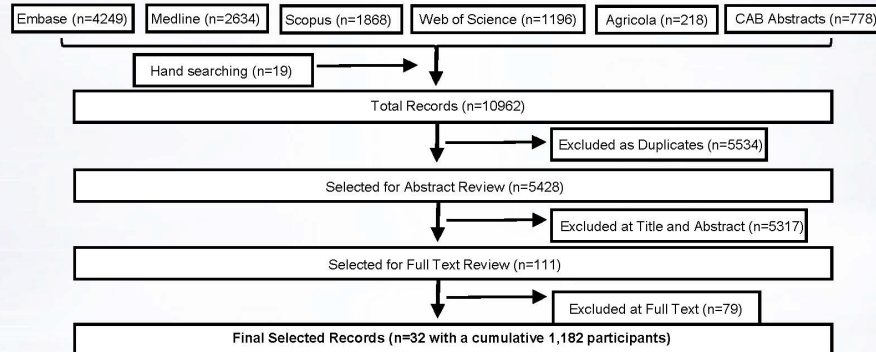 Embase (n=4249)
Medline (n=2634)
Scopus (n=1868)
Web of Science (n=1196)
Agricola (n=218)
CAB Abstracts (n=778)
Hand searching (n=19)
Total Records (n=10962)
Excluded as Duplicates (n=5534)
Selected for Abstract Review (n=5428)
Excluded at Title and Abstract (n=5317)
Selected for Full Text Review (n=111)
Excluded at Full Text (n=79)
Final Selected Records (n=32 with a cumulative 1,182 participants)